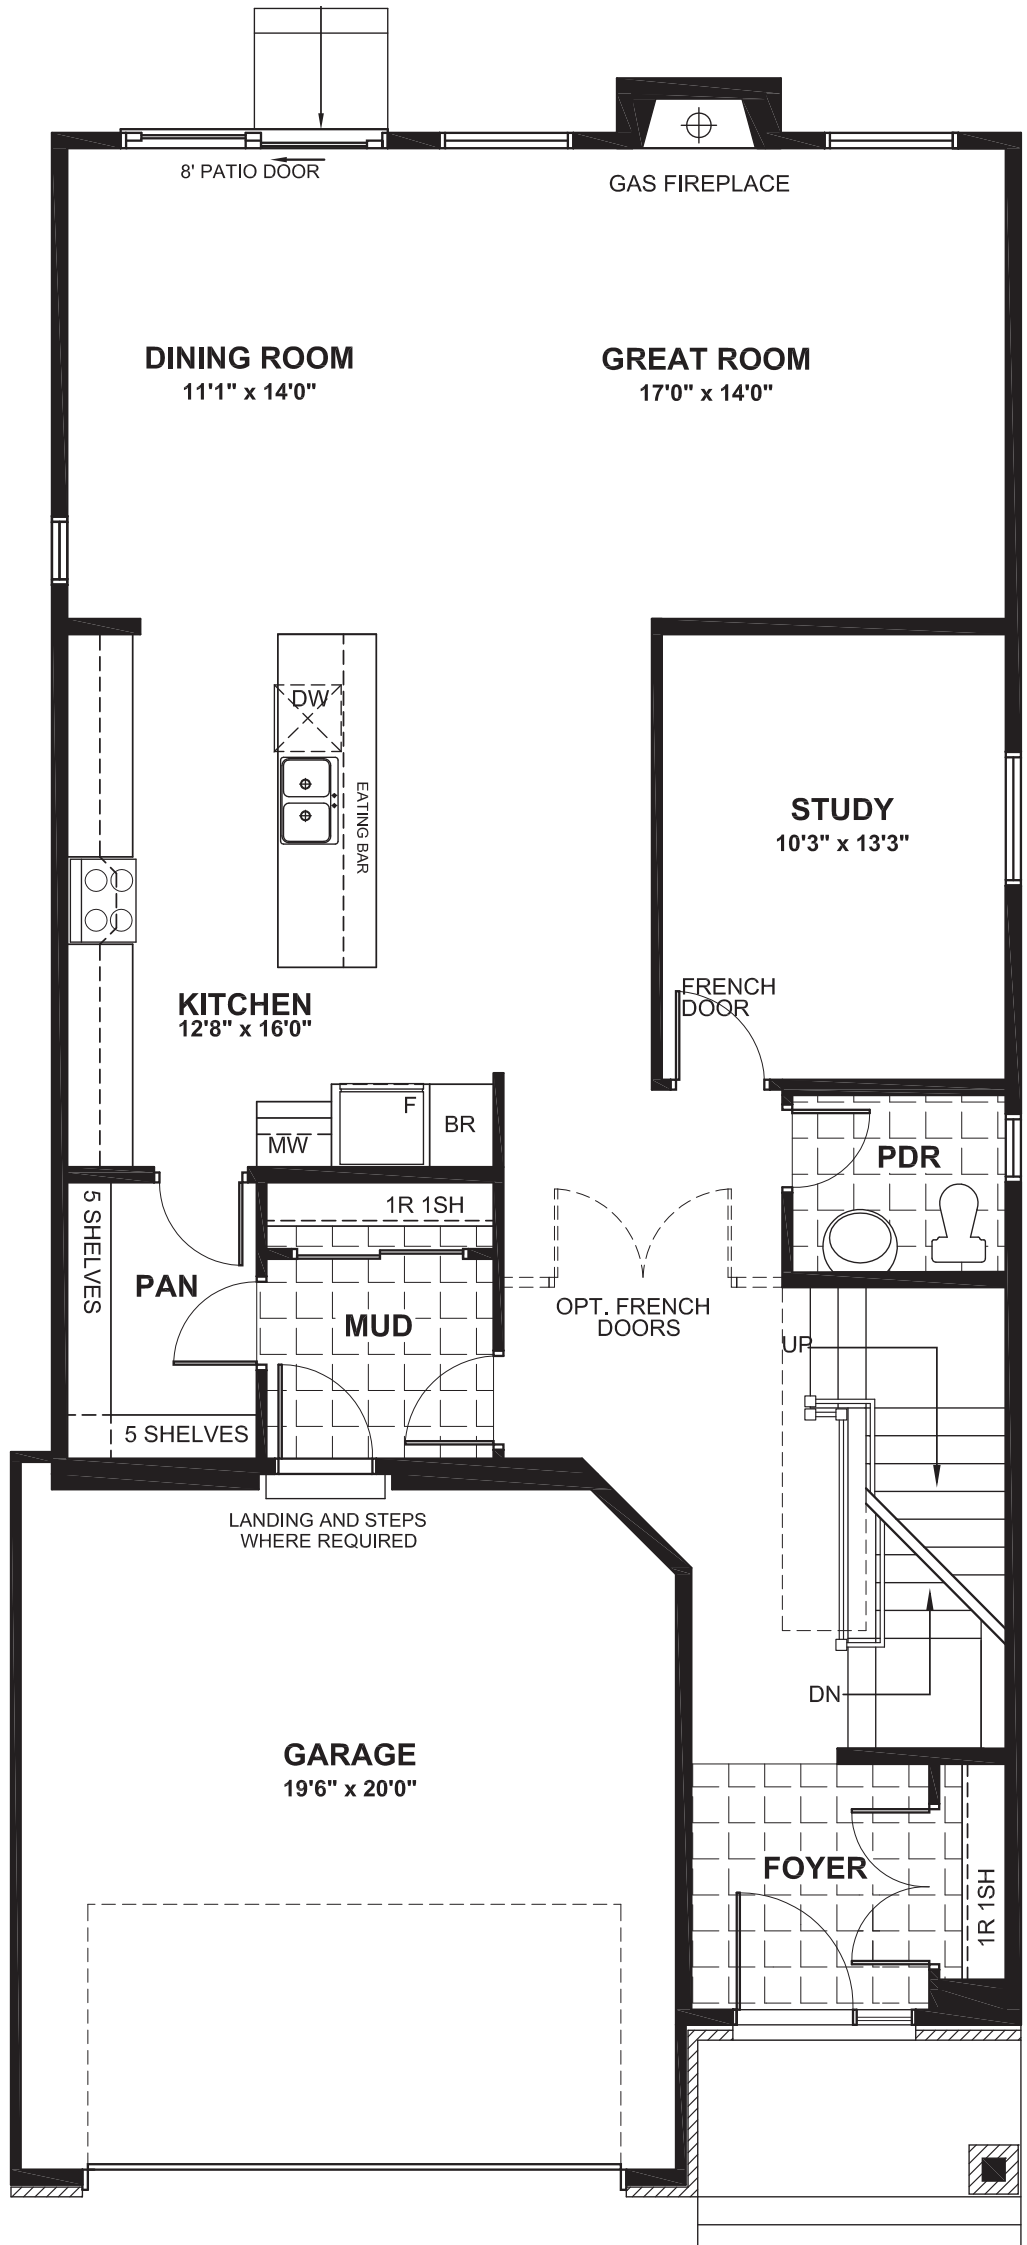 8' PATIO DOOR
GAS FIREPLACE
DINING ROOM
11'1" x 14'0"
GREAT ROOM
17'0" x 14'0"
DW
EATING BAR
STUDY
10'3" x 13'3"
KITCHEN
12'8" x 16'0"
FRENCH
DOOR
F
BR
MW
PDR
5 SHELVES
1R 1SH
PAN
MUD
OPT. FRENCH
DOORS
UP
5 SHELVES
LANDING AND STEPS
WHERE REQUIRED
DN
GARAGE
19'6" x 20'0"
FOYER
1R 1SH